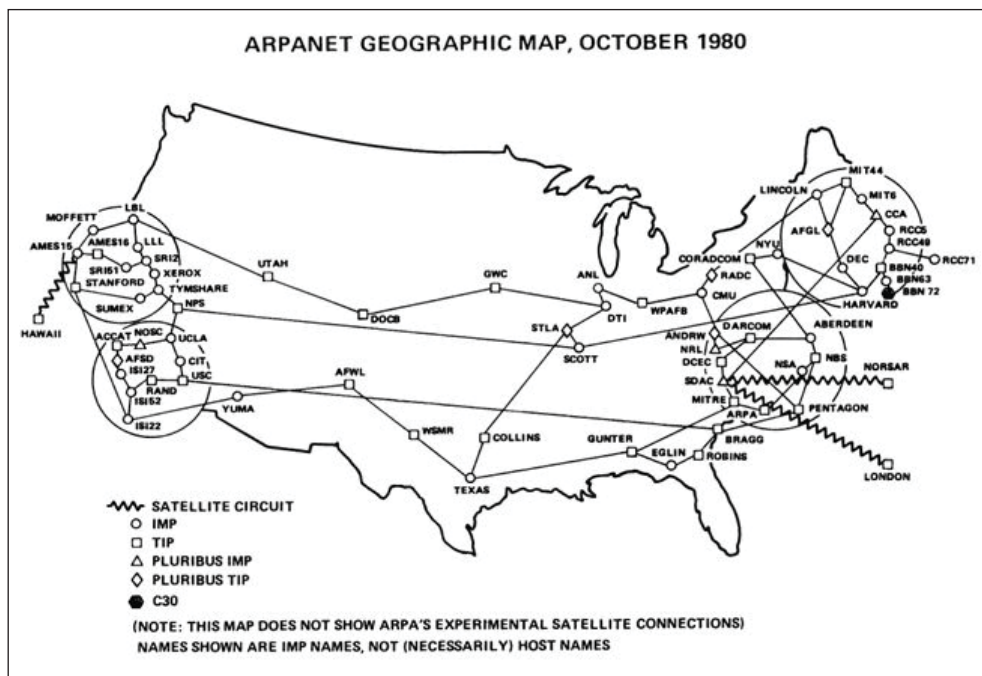 ARPANET GEOGRAPHIC MAP, OCTOBER 1980
MIT44
LINCOLN
MIT6
MOFFETT
LBL
CCA
AMES15
AMES16
LLL
AFGL
RCC5
NYU
RCC49
SRI2
CORADCOM
DEC
RCC71
SRI51
XEROX
UTAH
GWC
ANL
RADC
BBN40
STANFORD
TYMSHARE
BBN63
SUMEX
CMU
HARVARD
BBN 72
NPS
WPAFB
HAWAII
DOCB
DTI
STLA
DARCOM
ABERDEEN
ACCAT
NOSC
UCLA
ANDRW
NRL
SCOTT
AFSD
CIT
DCEC
NSA
NBS
ISI27
NORSAR
RAND
USC
AFWL
SDAC
ISI52
MITRE
YUMA
ARPA
PENTAGON
ISI22
WSMR
COLLINS
GUNTER
BRAGG
EGLIN
ROBINS
TEXAS
LONDON
SATELLITE CIRCUIT
IMP
TIP
PLURIBUS IMP
PLURIBUS TIP
C30
(NOTE: THIS MAP DOES NOT SHOW ARPA'S EXPERIMENTAL SATELLITE CONNECTIONS)
NAMES SHOWN ARE IMP NAMES, NOT (NECESSARILY) HOST NAMES